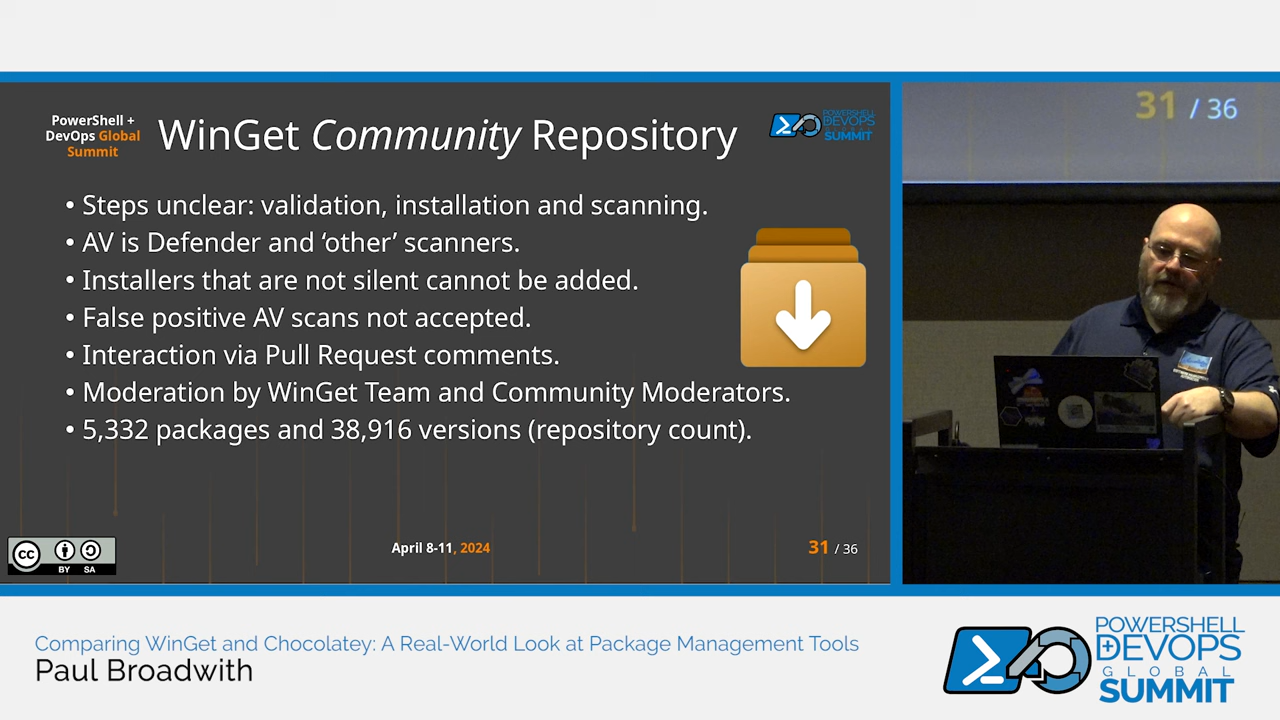 PowerShell +
DevOps Global
Summit
WinGet Community Repository
POWERSHELL
DEVOPS
GLOBAL
SUMMIT
• Steps unclear: validation, installation and scanning.
• AV is Defender and ‘other’ scanners.
• Installers that are not silent cannot be added.
• False positive AV scans not accepted.
• Interaction via Pull Request comments.
• Moderation by WinGet Team and Community Moderators.
• 5,332 packages and 38,916 versions (repository count).
cc
BY SA
April 8-11, 2024
31 / 36
31 / 36
Comparing WinGet and Chocolatey: A Real-World Look at Package Management Tools
Paul Broadwith
POWERSHELL
DEVOPS
GLOBAL
SUMMIT